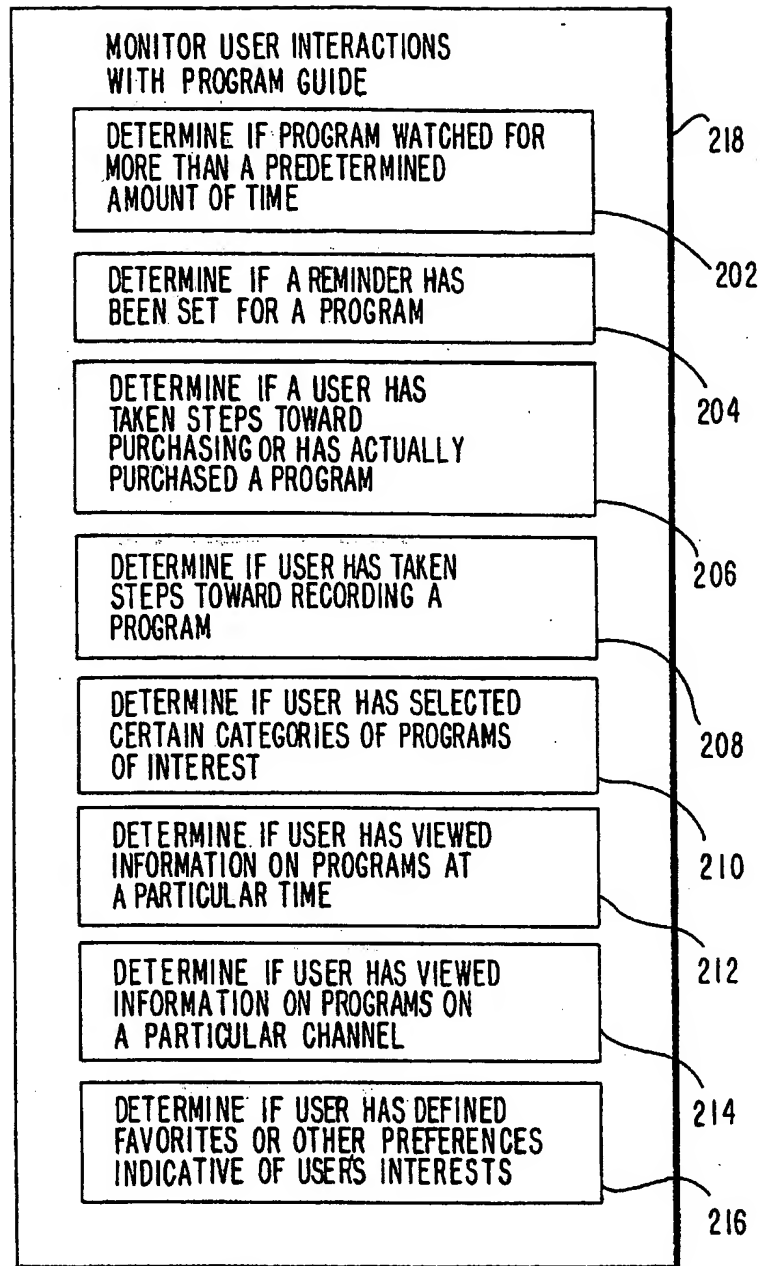 MONITOR USER INTERACTIONS
WITH PROGRAM GUIDE
DETERMINE IF PROGRAM WATCHED FOR
MORE THAN A PREDETERMINED
AMOUNT OF TIME
218
202
DETERMINE IF A REMINDER HAS
BEEN SET FOR A PROGRAM
204
DETERMINE IF A USER HAS
TAKEN STEPS TOWARD
PURCHASING OR HAS ACTUALLY
PURCHASED A PROGRAM
206
DETERMINE IF USER HAS TAKEN
STEPS TOWARD RECORDING A
PROGRAM
208
DETERMINE IF USER HAS SELECTED
CERTAIN CATEGORIES OF PROGRAMS
OF INTEREST
210
DETERMINE IF USER HAS VIEWED
INFORMATION ON PROGRAMS AT
A PARTICULAR TIME
212
DETERMINE IF USER HAS VIEWED
INFORMATION ON PROGRAMS ON
A PARTICULAR CHANNEL
214
DETERMINE IF USER HAS DEFINED
FAVORITES OR OTHER PREFERENCES
INDICATIVE OF USER'S INTERESTS
216